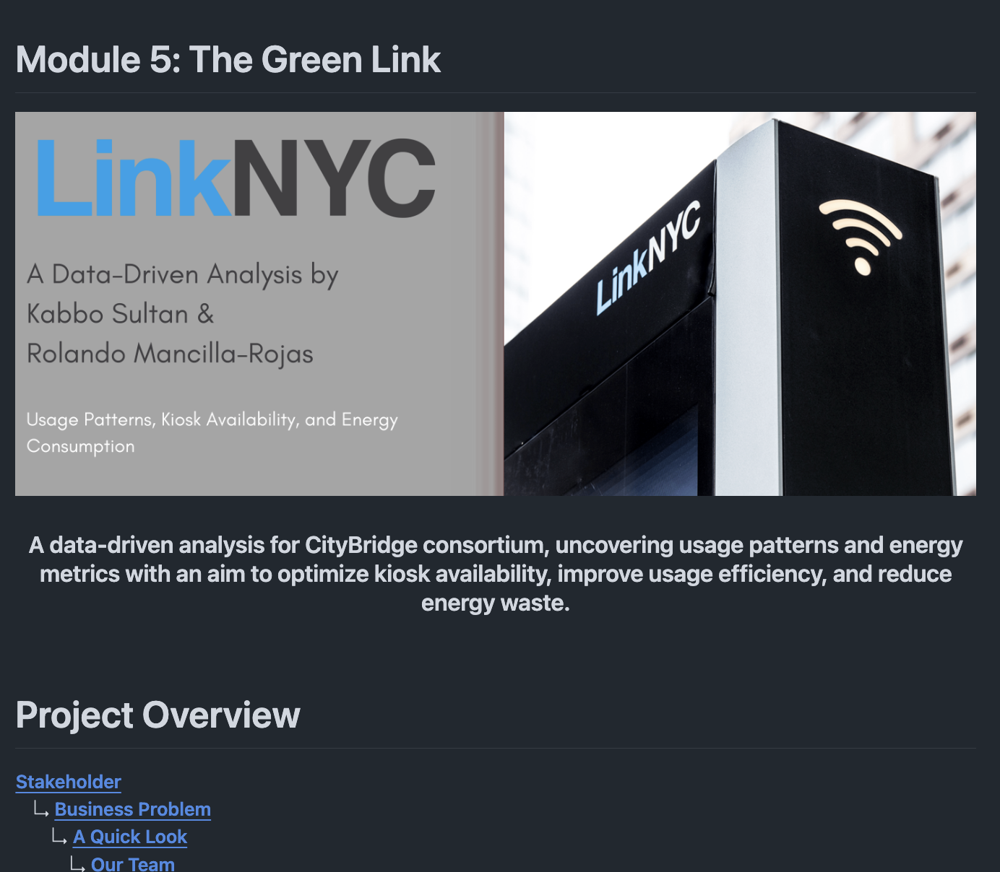 Module 5: The Green Link
LinkNYC
A Data-Driven Analysis by
Kabbo Sultan &
Rolando Mancilla-Rojas
Usage Patterns, Kiosk Availability, and Energy
Consumption
LinkNYC
A data-driven analysis for CityBridge consortium, uncovering usage patterns and energy
metrics with an aim to optimize kiosk availability, improve usage efficiency, and reduce
energy waste.
Project Overview
Stakeholder
Business Problem
A Quick Look
Our Team